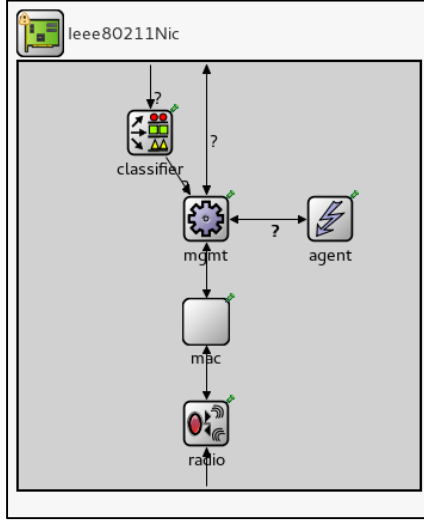 Ieee80211Nic
?
?
classifier
?
mgmt
?
agent
mac
radio